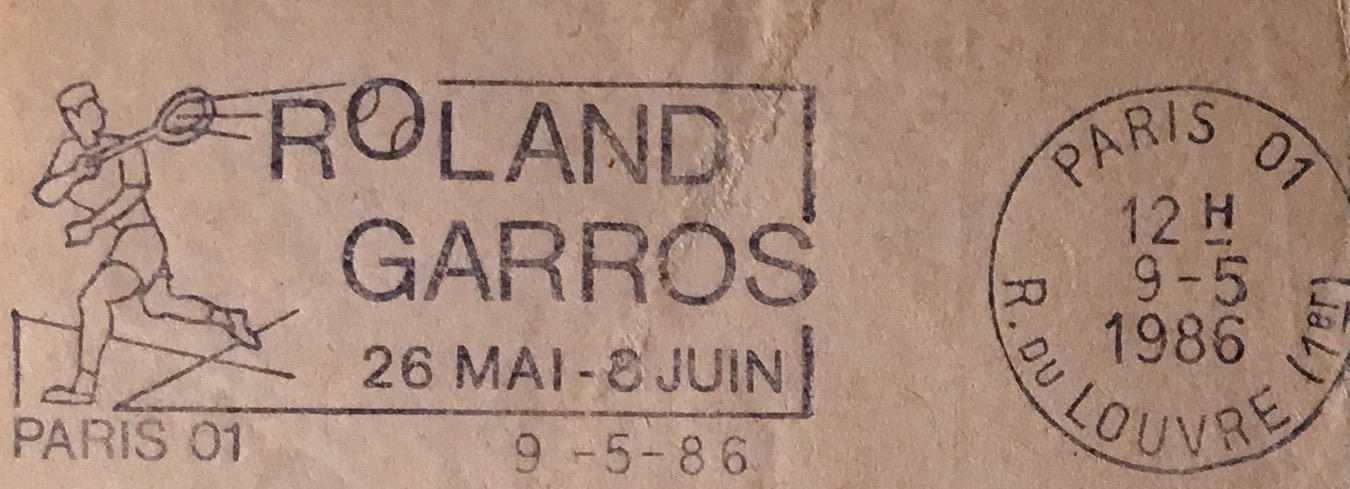 ROLAND
GARROS
26 MAI-8 JUIN
PARIS 01
9 -5-86
PARIS 01
12 H
9-5
1986
R. DU LOUVRE (1er)